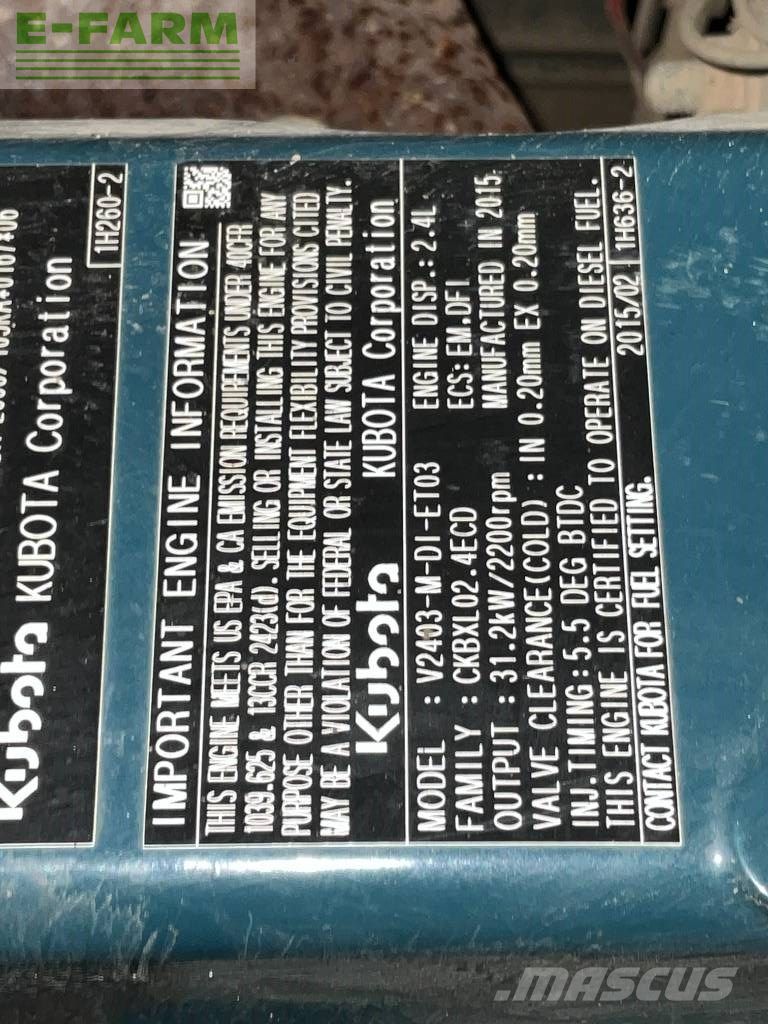 E-FARM
Kubota KUBOTA Corporation
1H260-2
IMPORTANT ENGINE INFORMATION
THIS ENGINE MEETS US EPA & CA EMISSION REQUIREMENTS UNDER 40CFR
1039.625 & 13CCR 2423(d). SELLING OR INSTALLING THIS ENGINE FOR ANY
PURPOSE OTHER THAN FOR THE EQUIPMENT FLEXIBILITY PROVISIONS CITED
MAY BE A VIOLATION OF FEDERAL OR STATE LAW SUBJECT TO CIVIL PENALTY.
Kubota KUBOTA Corporation
MODEL : V2403-M-DI-ET03 ENGINE DISP.: 2.4L
FAMILY : CKBXL02.4ECD ECS: EM,DFI
OUTPUT : 31.2kW/2200rpm MANUFACTURED IN 2015
VALVE CLEARANCE(COLD) : IN 0.20mm EX 0.20mm
INJ.TIMING:5.5 DEG BTDC
THIS ENGINE IS CERTIFIED TO OPERATE ON DIESEL FUEL.
CONTACT KUBOTA FOR FUEL SETTING. 2015/02 1H636-2
MASCUS